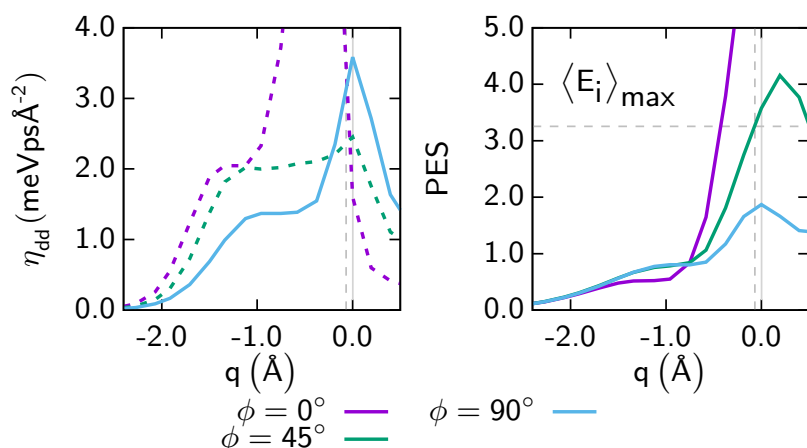 η_dd (meVpsÅ⁻²)
4.0
3.0
2.0
1.0
0.0
-2.0 -1.0 0.0
q (Å)
PES
5.0
4.0
3.0
2.0
1.0
0.0
⟨E_i⟩_max
-2.0 -1.0 0.0
q (Å)
ϕ = 0° ϕ = 90°
ϕ = 45°